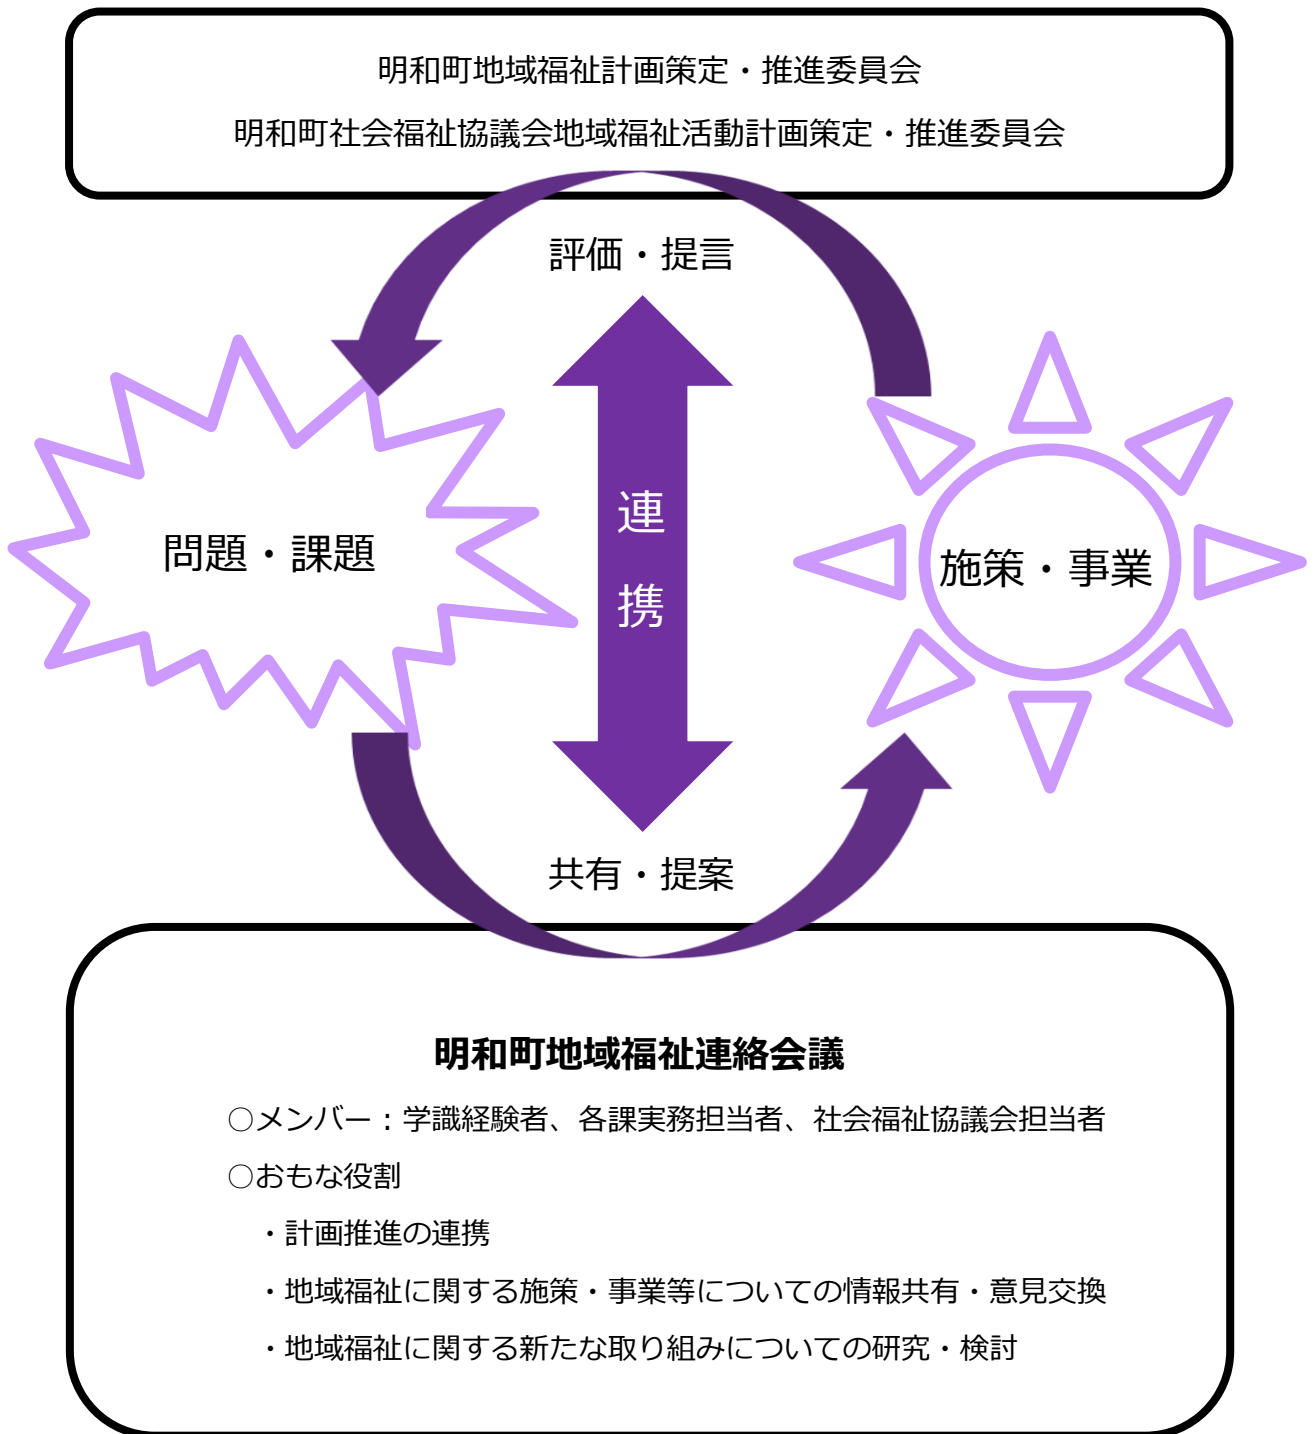 明和町地域福祉計画策定・推進委員会
明和町社会福祉協議会地域福祉活動計画策定・推進委員会
評価・提言
問題・課題
連
携
施策・事業
共有・提案
明和町地域福祉連絡会議
○メンバー：学識経験者、各課実務担当者、社会福祉協議会担当者
○おもな役割
・計画推進の連携
・地域福祉に関する施策・事業等についての情報共有・意見交換
・地域福祉に関する新たな取り組みについての研究・検討